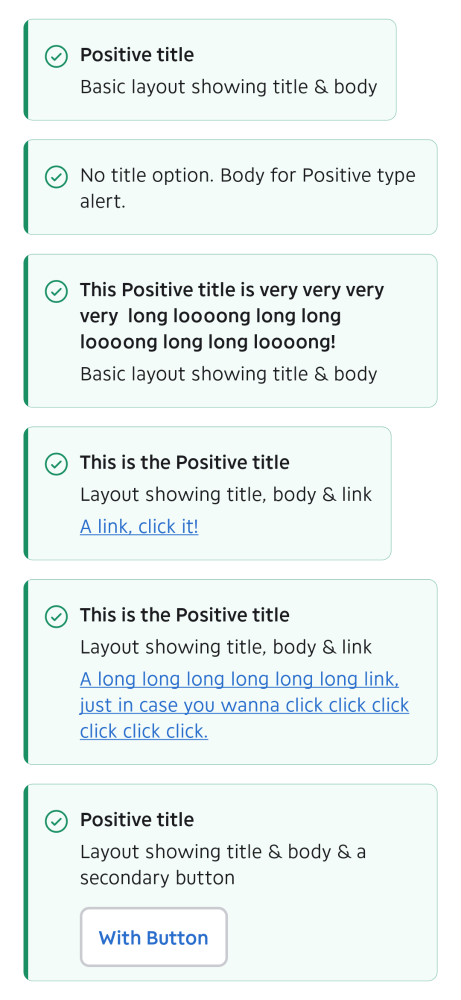 Positive title
Basic layout showing title & body
No title option. Body for Positive type
alert.
This Positive title is very very very
very  long loooong long long
loooong long long loooong!
Basic layout showing title & body
This is the Positive title
Layout showing title, body & link
A link, click it!
This is the Positive title
Layout showing title, body & link
A long long long long long long link,
just in case you wanna click click click
click click click.
Positive title
Layout showing title & body & a
secondary button
With Button